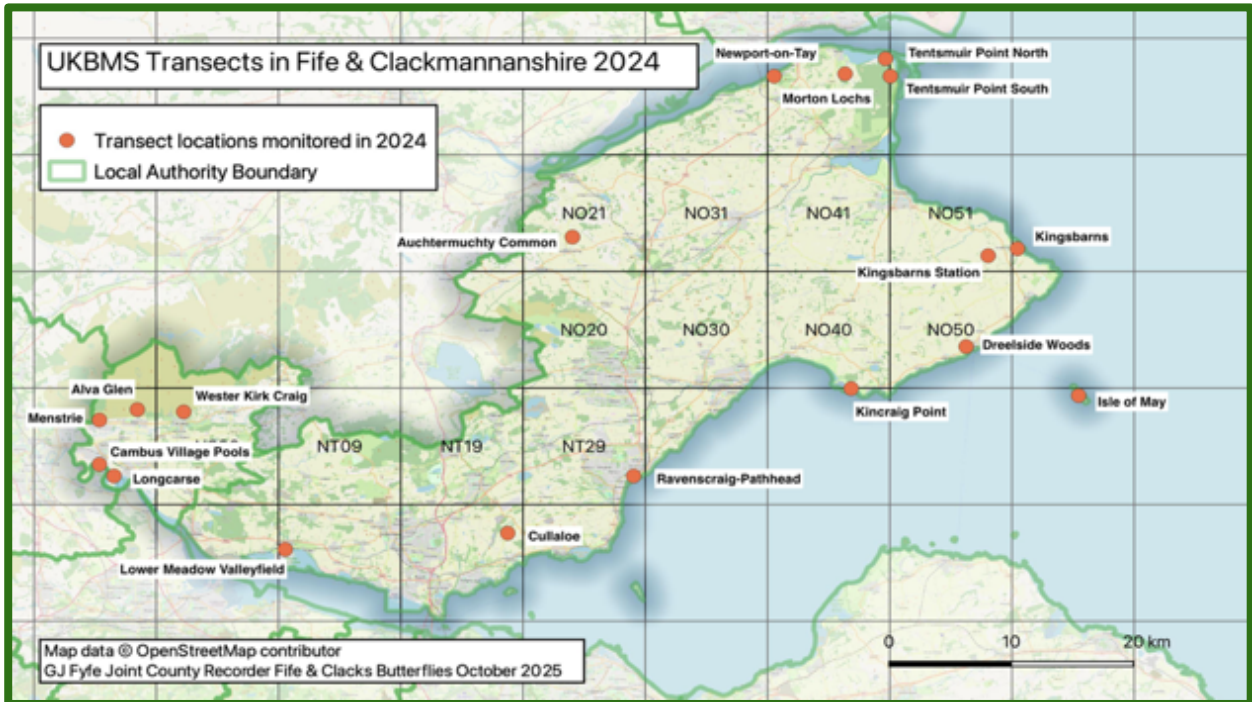 UKBMS Transects in Fife & Clackmannanshire 2024
Transect locations monitored in 2024
Local Authority Boundary
Newport-on-Tay
Tentsmuir Point North
Morton Lochs
Tentsmuir Point South
NO21
NO31
NO41
NO51
Auchtermuchty Common
Kingsbarns
Kingsbarns Station
NO20
NO30
NO40
NO50
Dreelside Woods
Alva Glen
Wester Kirk Craig
Menstrie
Kincraig Point
Isle of May
NT09
NT19
NT29
Cambus Village Pools
Longcarse
Ravenscraig-Pathhead
Cullaloe
Lower Meadow Valleyfield
0 10 20 km
Map data © OpenStreetMap contributor
GJ Fyfe Joint County Recorder Fife & Clacks Butterflies October 2025